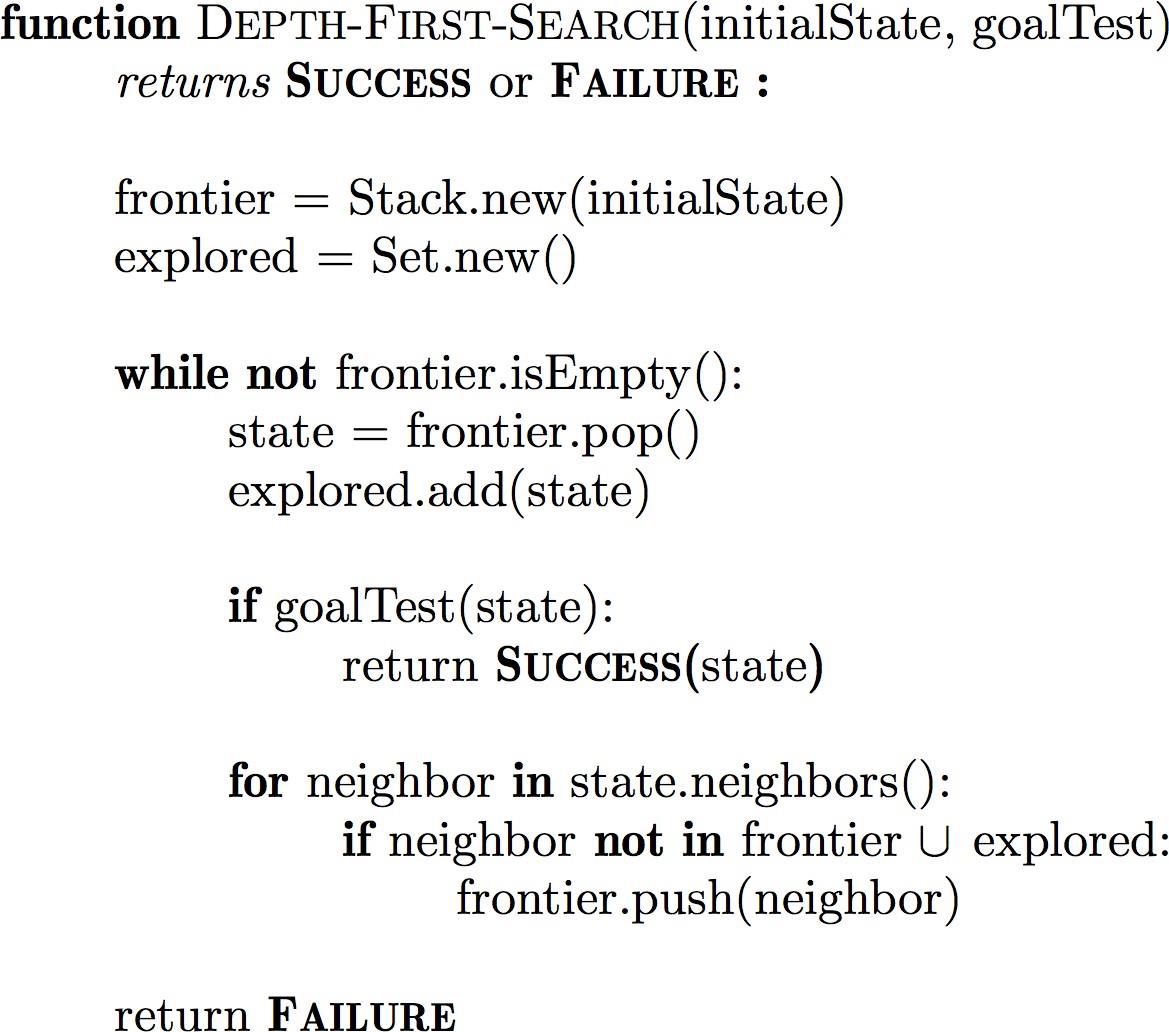 function DEPTH-FIRST-SEARCH(initialState, goalTest)
returns SUCCESS or FAILURE :
frontier = Stack.new(initialState)
explored = Set.new()
while not frontier.isEmpty():
state = frontier.pop()
explored.add(state)
if goalTest(state):
return SUCCESS(state)
for neighbor in state.neighbors():
if neighbor not in frontier ∪ explored:
frontier.push(neighbor)
return FAILURE